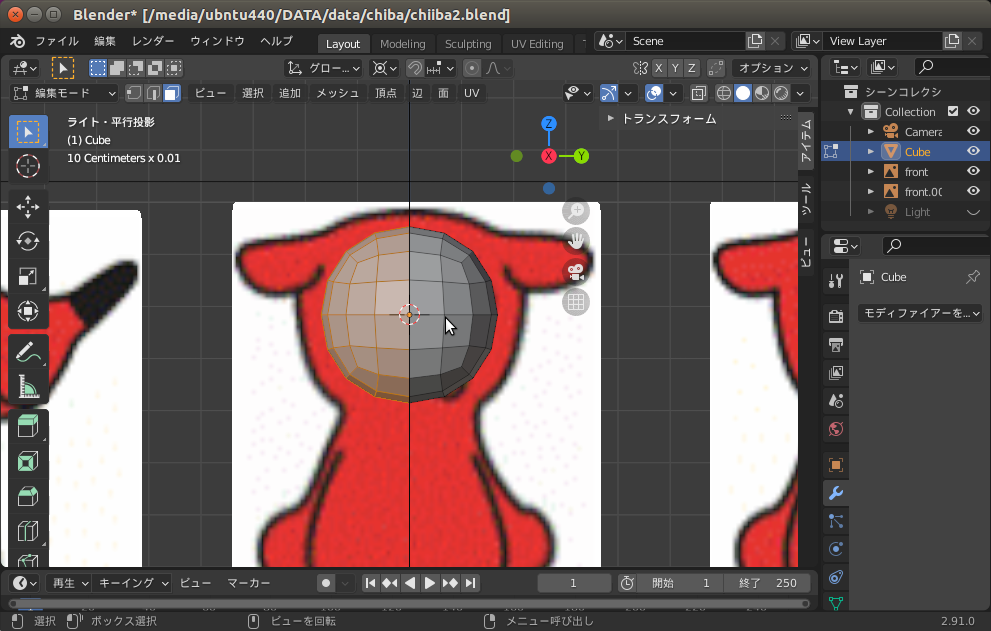 Blender* [/media/ubntu440/DATA/data/chiba/chiiba2.blend]
ファイル 編集 レンダー ウィンドウ ヘルプ Layout Modeling Sculpting UV Editing Scene View Layer
グロー... X Y Z オプション
編集モード ビュー 選択 追加 メッシュ 頂点 辺 面 UV
ライト・平行投影
(1) Cube
10 Centimeters x 0.01
Z
X
Y
トランスフォーム
アイテム
ツール
ビュー
シーンコレクシ
Collection
Camera
Cube
front
front.00
Light
Cube
モディファイアーを...
再生 キーイング ビュー マーカー 1 開始 1 終了 250
選択 ボックス選択 ビューを回転 メニュー呼び出し 2.91.0